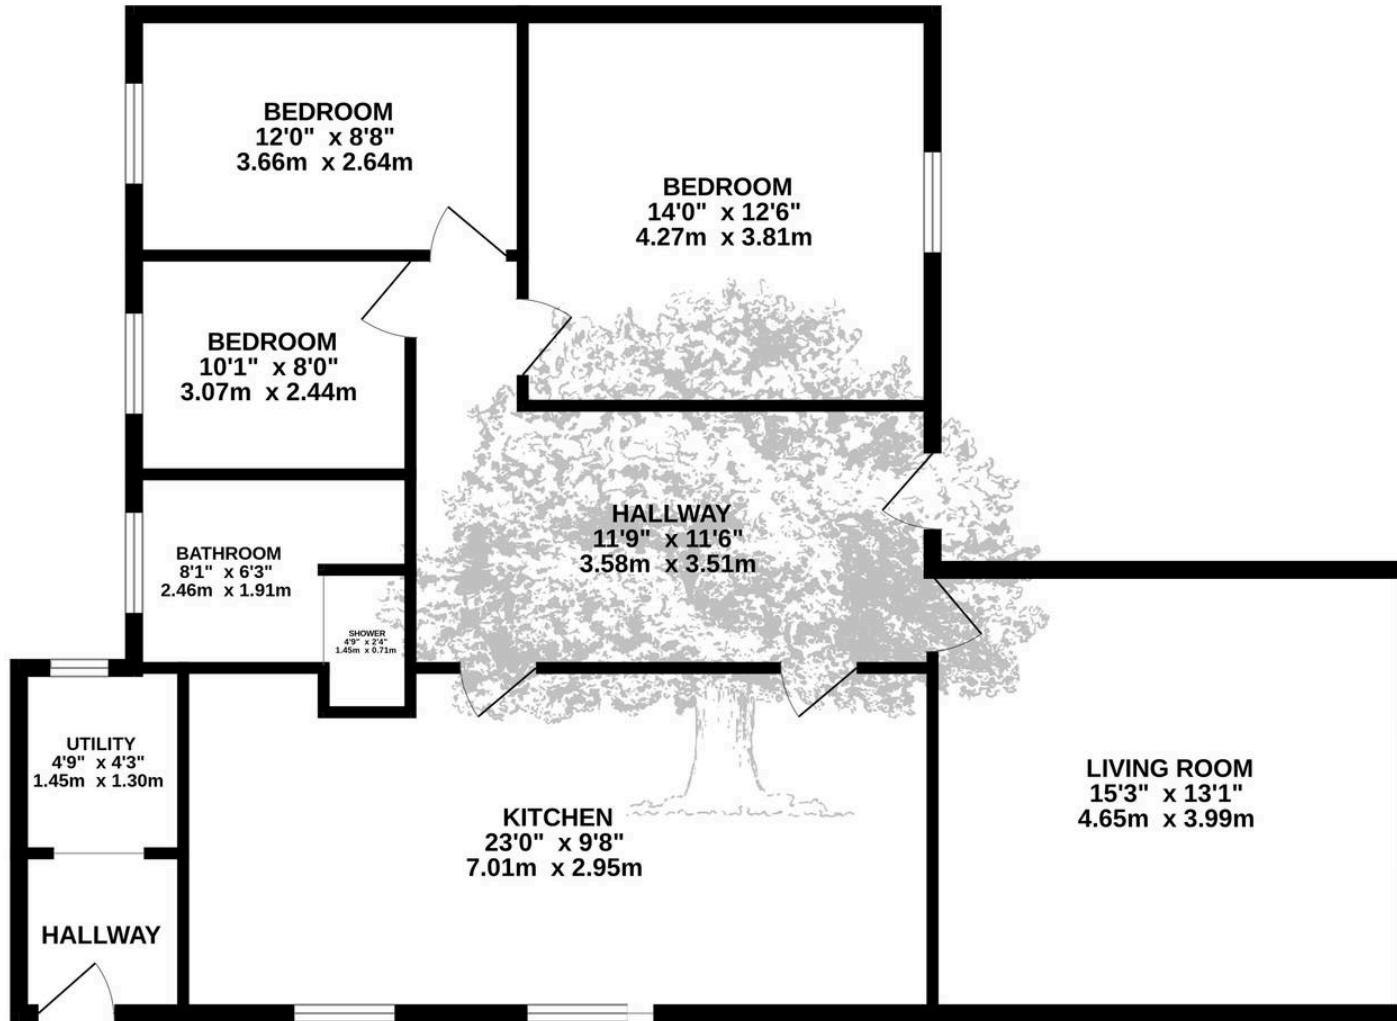 BEDROOM
12'0" x 8'8"
3.66m x 2.64m
BEDROOM
14'0" x 12'6"
4.27m x 3.81m
BEDROOM
10'1" x 8'0"
3.07m x 2.44m
HALLWAY
11'9" x 11'6"
3.58m x 3.51m
BATHROOM
8'1" x 6'3"
2.46m x 1.91m
SHOWER
4'9" x 2'4"
1.45m x 0.71m
UTILITY
4'9" x 4'3"
1.45m x 1.30m
LIVING ROOM
15'3" x 13'1"
4.65m x 3.99m
KITCHEN
23'0" x 9'8"
7.01m x 2.95m
HALLWAY